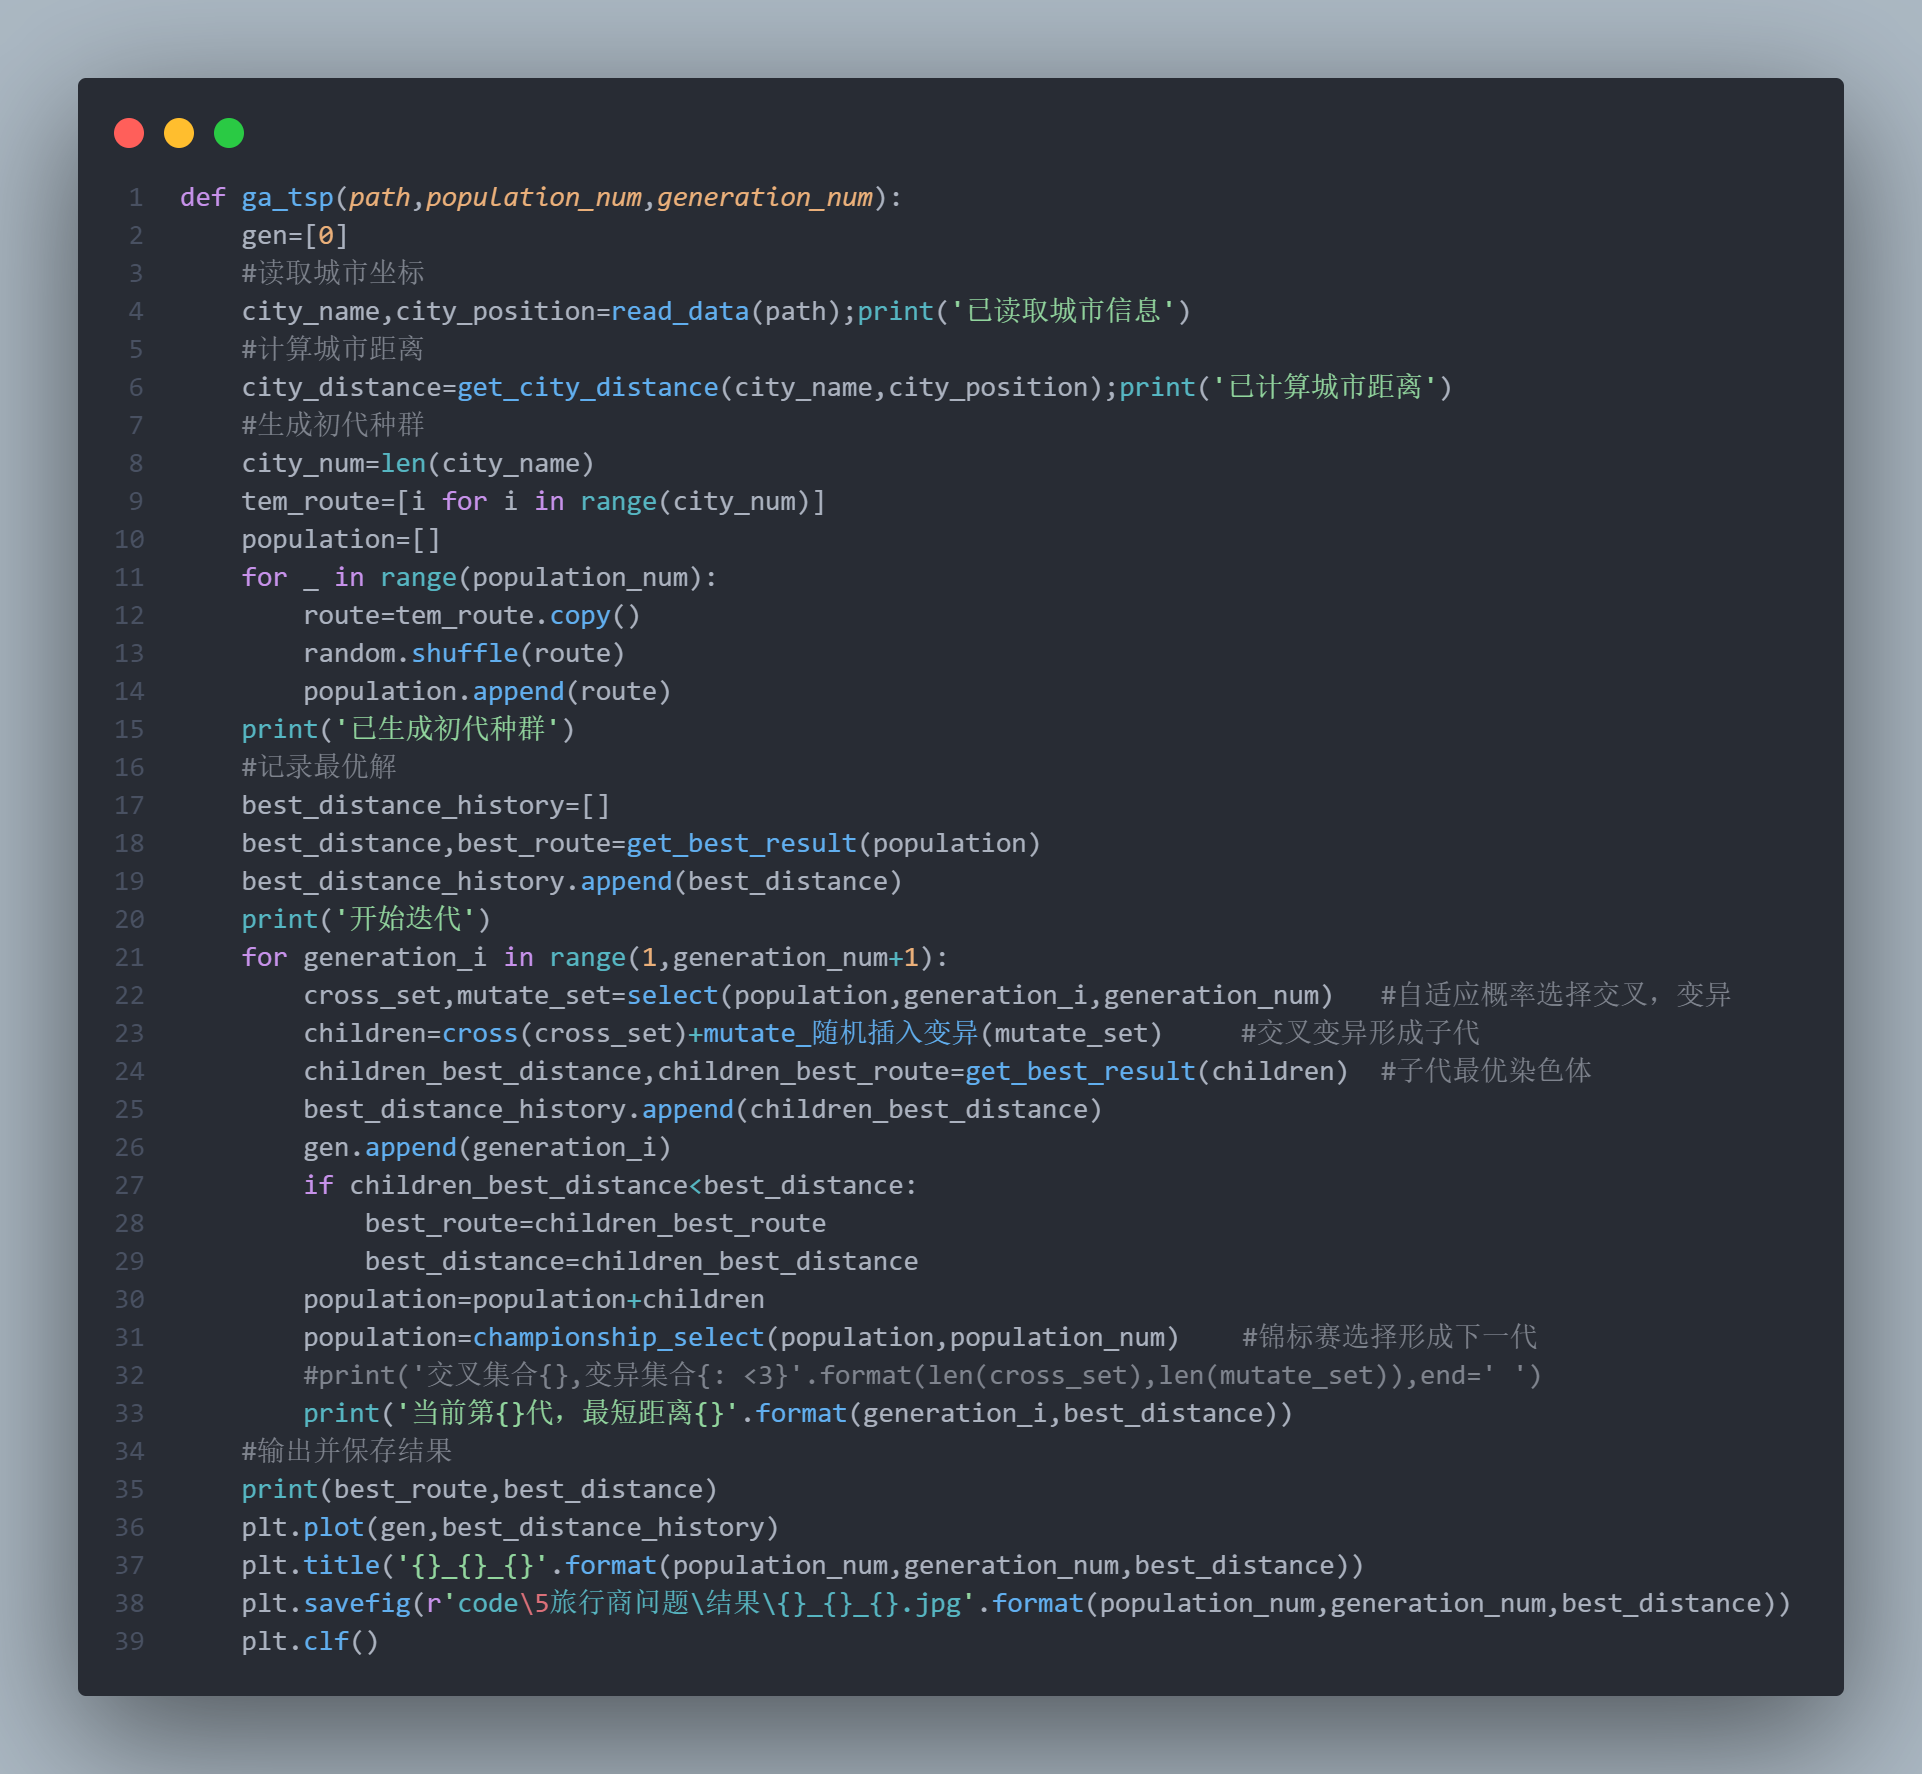 1 def ga_tsp(path,population_num,generation_num):
2     gen=[0]
3     #读取城市坐标
4     city_name,city_position=read_data(path);print('已读取城市信息')
5     #计算城市距离
6     city_distance=get_city_distance(city_name,city_position);print('已计算城市距离')
7     #生成初代种群
8     city_num=len(city_name)
9     tem_route=[i for i in range(city_num)]
10     population=[]
11     for _ in range(population_num):
12         route=tem_route.copy()
13         random.shuffle(route)
14         population.append(route)
15     print('已生成初代种群')
16     #记录最优解
17     best_distance_history=[]
18     best_distance,best_route=get_best_result(population)
19     best_distance_history.append(best_distance)
20     print('开始迭代')
21     for generation_i in range(1,generation_num+1):
22         cross_set,mutate_set=select(population,generation_i,generation_num)   #自适应概率选择交叉，变异
23         children=cross(cross_set)+mutate_随机插入变异(mutate_set)     #交叉变异形成子代
24         children_best_distance,children_best_route=get_best_result(children)  #子代最优染色体
25         best_distance_history.append(children_best_distance)
26         gen.append(generation_i)
27         if children_best_distance<best_distance:
28             best_route=children_best_route
29             best_distance=children_best_distance
30         population=population+children
31         population=championship_select(population,population_num)    #锦标赛选择形成下一代
32         #print('交叉集合{},变异集合{: <3}'.format(len(cross_set),len(mutate_set)),end=' ')
33         print('当前第{}代，最短距离{}'.format(generation_i,best_distance))
34     #输出并保存结果
35     print(best_route,best_distance)
36     plt.plot(gen,best_distance_history)
37     plt.title('{}_{}_{}'.format(population_num,generation_num,best_distance))
38     plt.savefig(r'code\5旅行商问题\结果\{}_{}_{}.jpg'.format(population_num,generation_num,best_distance))
39     plt.clf()